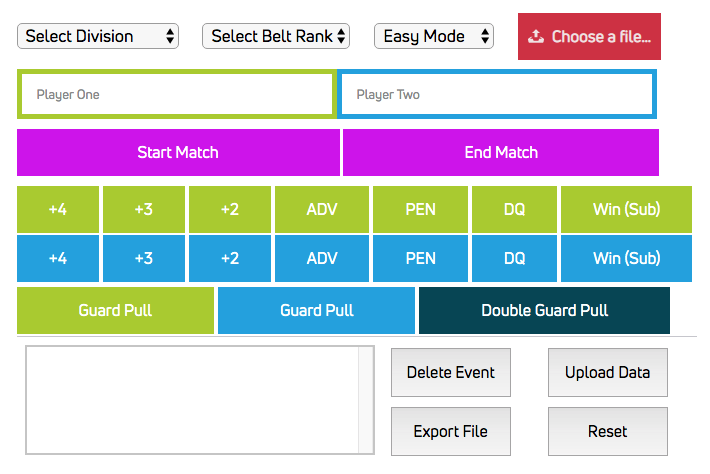 Select Division Select Belt Rank Easy Mode Choose a file...
Player One Player Two
Start Match End Match
+4 +3 +2 ADV PEN DQ Win (Sub)
+4 +3 +2 ADV PEN DQ Win (Sub)
Guard Pull Guard Pull Double Guard Pull
Delete Event Upload Data
Export File Reset